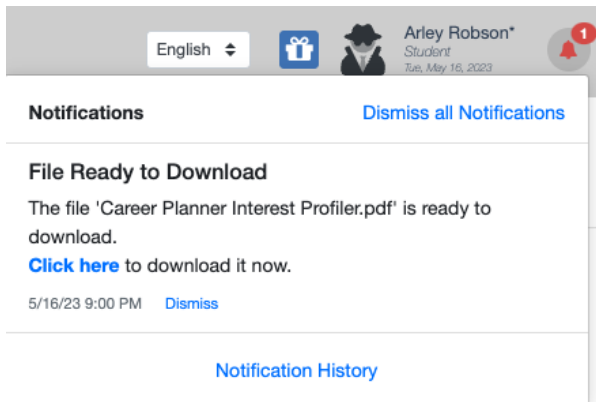 English
Arley Robson*
Student
Tue, May 16, 2023
1
Notifications
Dismiss all Notifications
File Ready to Download
The file 'Career Planner Interest Profiler.pdf' is ready to
download.
Click here to download it now.
5/16/23 9:00 PM Dismiss
Notification History